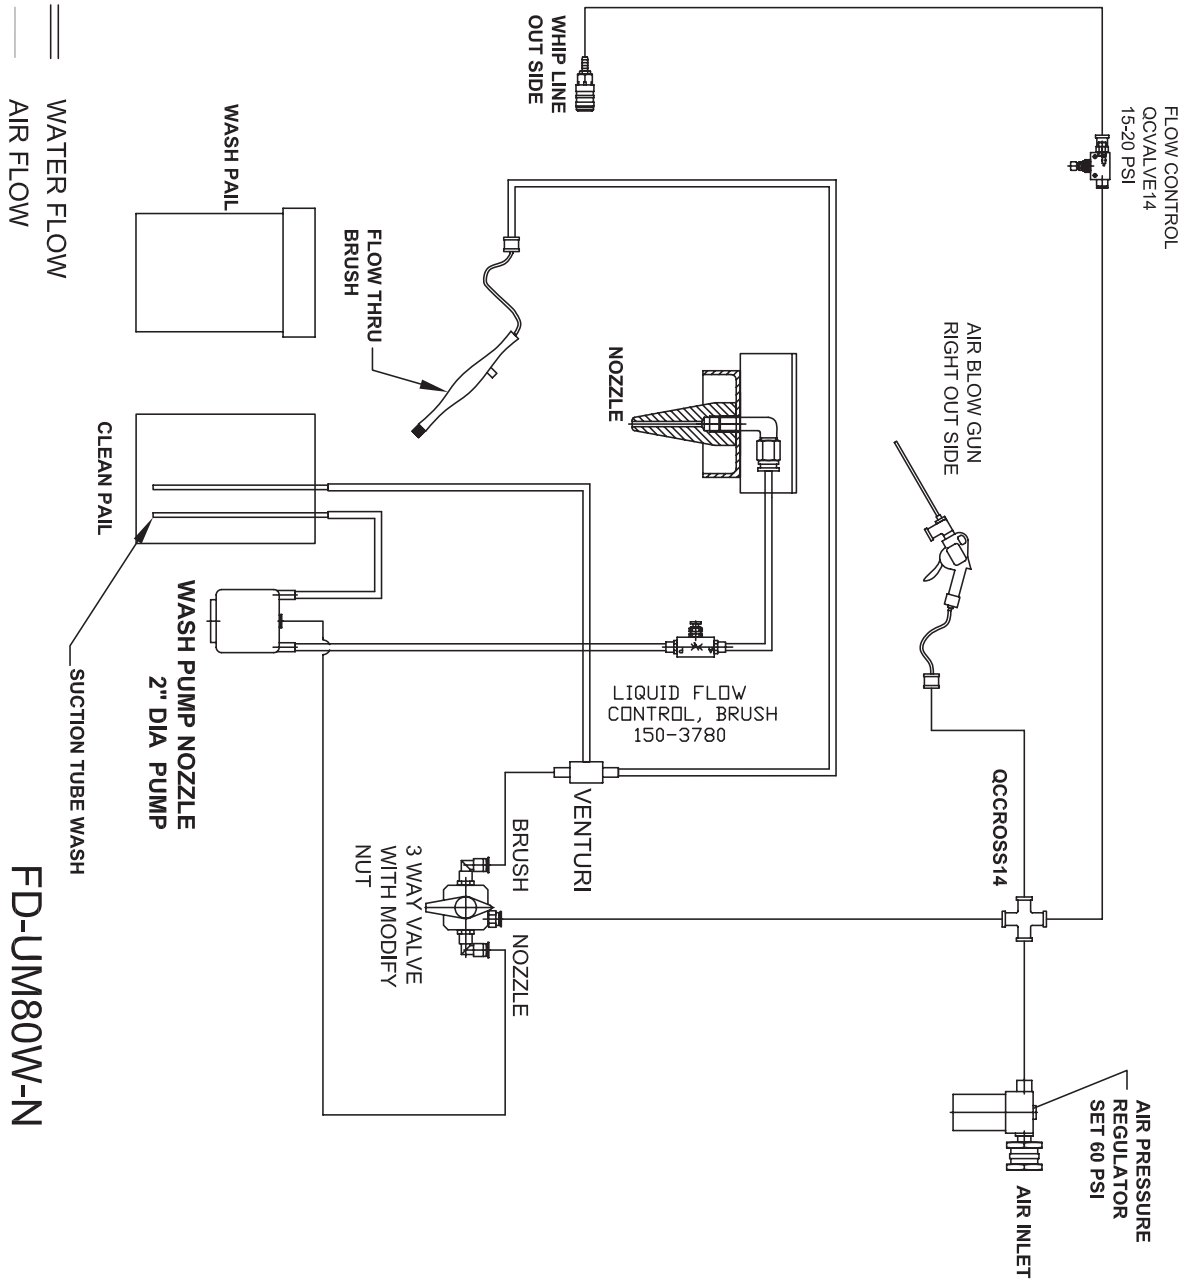 WATER FLOW
AIR FLOW
WASH PAIL
CLEAN PAIL
SUCTION TUBE WASH
FD-UM80W-N
WASH PUMP NOZZLE
2" DIA PUMP
FLOW THRU
BRUSH
WHIP LINE
OUT SIDE
NOZZLE
LIQUID FLOW
CONTROL, BRUSH
150-3780
VENTURI
BRUSH
NOZZLE
3 WAY VALVE
WITH MODIFY
NUT
AIR BLOW GUN
RIGHT OUT SIDE
QCCROSS14
FLOW CONTROL
QCVALVE14
15-20 PSI
AIR PRESSURE
REGULATOR
SET 60 PSI
AIR INLET